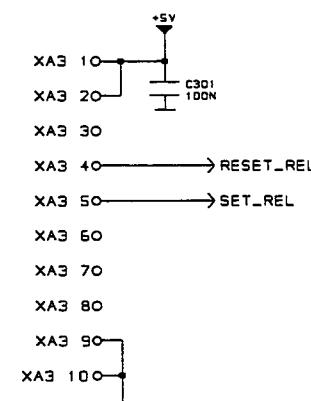 +5V
XA3 1
C301
100N
XA3 2
XA3 3
XA3 4 RESET_REL
XA3 5 SET_REL
XA3 6
XA3 7
XA3 8
XA3 9
XA3 10